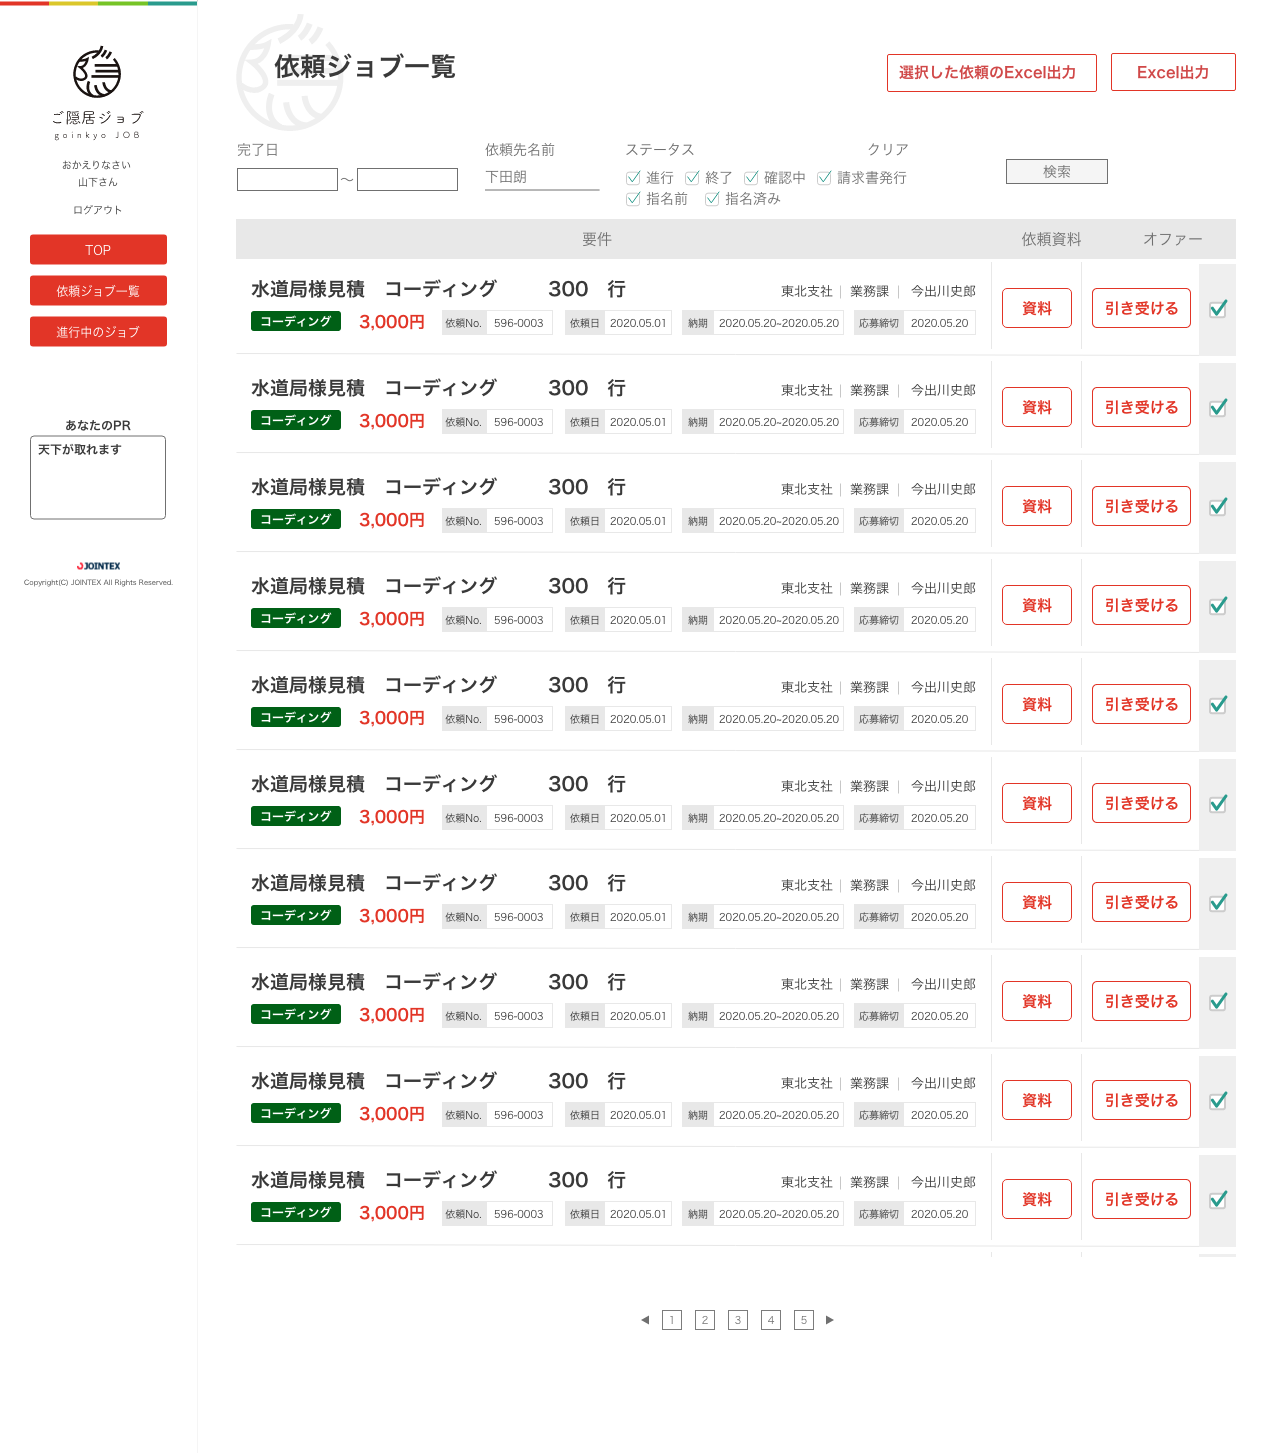 ご隠居ジョブ
goinkyo JOB
おかえりなさい
山下さん
ログアウト
TOP
依頼ジョブ一覧
進行中のジョブ
あなたのPR
天下が取れます
JOINTEX
Copyright(C) JOINTEX All Rights Reserved.
依頼ジョブ一覧
選択した依頼のExcel出力 Excel出力
完了日 依頼先名前 ステータス クリア
～ 下田朗 進行 終了 確認中 請求書発行 検索
指名前 指名済み
要件 依頼資料 オファー
水道局様見積 コーディング 300 行 東北支社 | 業務課 | 今出川史郎 資料 引き受ける
コーディング 3,000円 依頼No. 596-0003 依頼日 2020.05.01 納期 2020.05.20~2020.05.20 応募締切 2020.05.20
水道局様見積 コーディング 300 行 東北支社 | 業務課 | 今出川史郎 資料 引き受ける
コーディング 3,000円 依頼No. 596-0003 依頼日 2020.05.01 納期 2020.05.20~2020.05.20 応募締切 2020.05.20
水道局様見積 コーディング 300 行 東北支社 | 業務課 | 今出川史郎 資料 引き受ける
コーディング 3,000円 依頼No. 596-0003 依頼日 2020.05.01 納期 2020.05.20~2020.05.20 応募締切 2020.05.20
水道局様見積 コーディング 300 行 東北支社 | 業務課 | 今出川史郎 資料 引き受ける
コーディング 3,000円 依頼No. 596-0003 依頼日 2020.05.01 納期 2020.05.20~2020.05.20 応募締切 2020.05.20
水道局様見積 コーディング 300 行 東北支社 | 業務課 | 今出川史郎 資料 引き受ける
コーディング 3,000円 依頼No. 596-0003 依頼日 2020.05.01 納期 2020.05.20~2020.05.20 応募締切 2020.05.20
水道局様見積 コーディング 300 行 東北支社 | 業務課 | 今出川史郎 資料 引き受ける
コーディング 3,000円 依頼No. 596-0003 依頼日 2020.05.01 納期 2020.05.20~2020.05.20 応募締切 2020.05.20
水道局様見積 コーディング 300 行 東北支社 | 業務課 | 今出川史郎 資料 引き受ける
コーディング 3,000円 依頼No. 596-0003 依頼日 2020.05.01 納期 2020.05.20~2020.05.20 応募締切 2020.05.20
水道局様見積 コーディング 300 行 東北支社 | 業務課 | 今出川史郎 資料 引き受ける
コーディング 3,000円 依頼No. 596-0003 依頼日 2020.05.01 納期 2020.05.20~2020.05.20 応募締切 2020.05.20
水道局様見積 コーディング 300 行 東北支社 | 業務課 | 今出川史郎 資料 引き受ける
コーディング 3,000円 依頼No. 596-0003 依頼日 2020.05.01 納期 2020.05.20~2020.05.20 応募締切 2020.05.20
水道局様見積 コーディング 300 行 東北支社 | 業務課 | 今出川史郎 資料 引き受ける
コーディング 3,000円 依頼No. 596-0003 依頼日 2020.05.01 納期 2020.05.20~2020.05.20 応募締切 2020.05.20
◀ 1 2 3 4 5 ▶